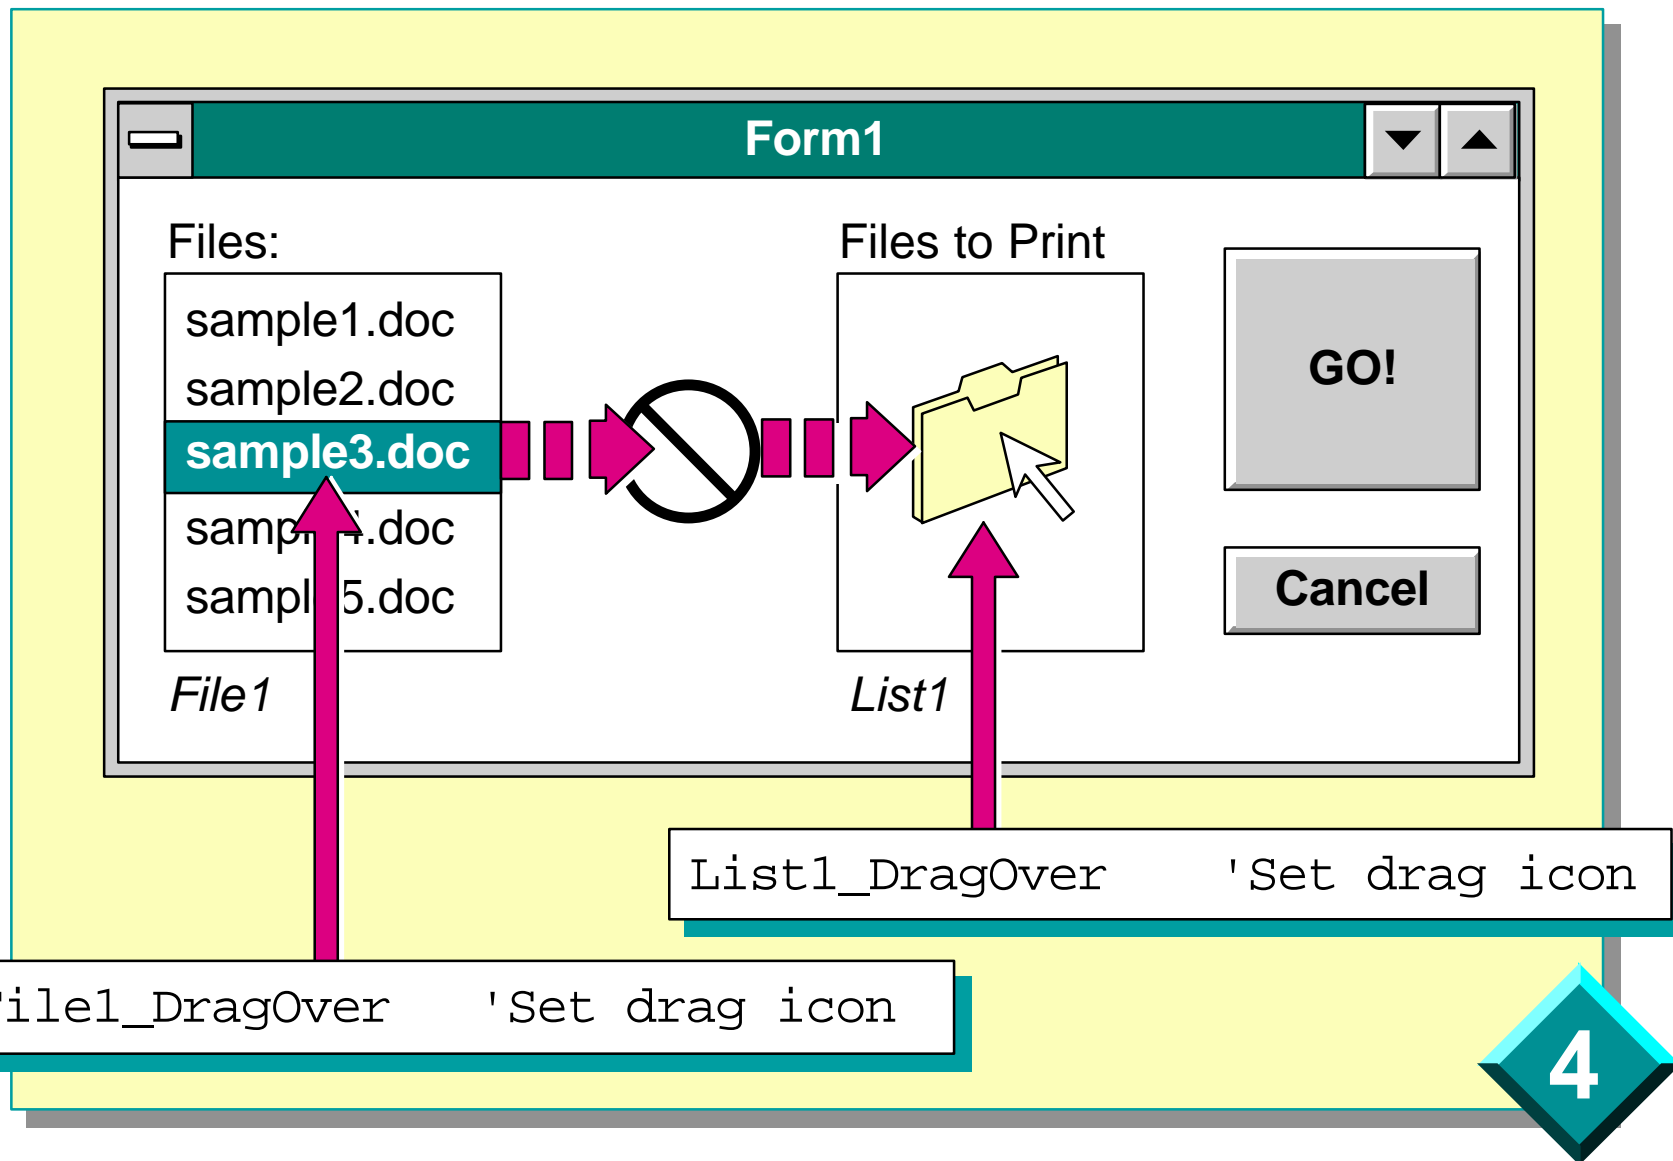 Form1
Files:
Files to Print
sample1.doc
sample2.doc
sample3.doc
.doc
5.doc
GO!
Cancel
File1
List1
List1_DragOver 'Set drag icon
File1_DragOver 'Set drag icon
4